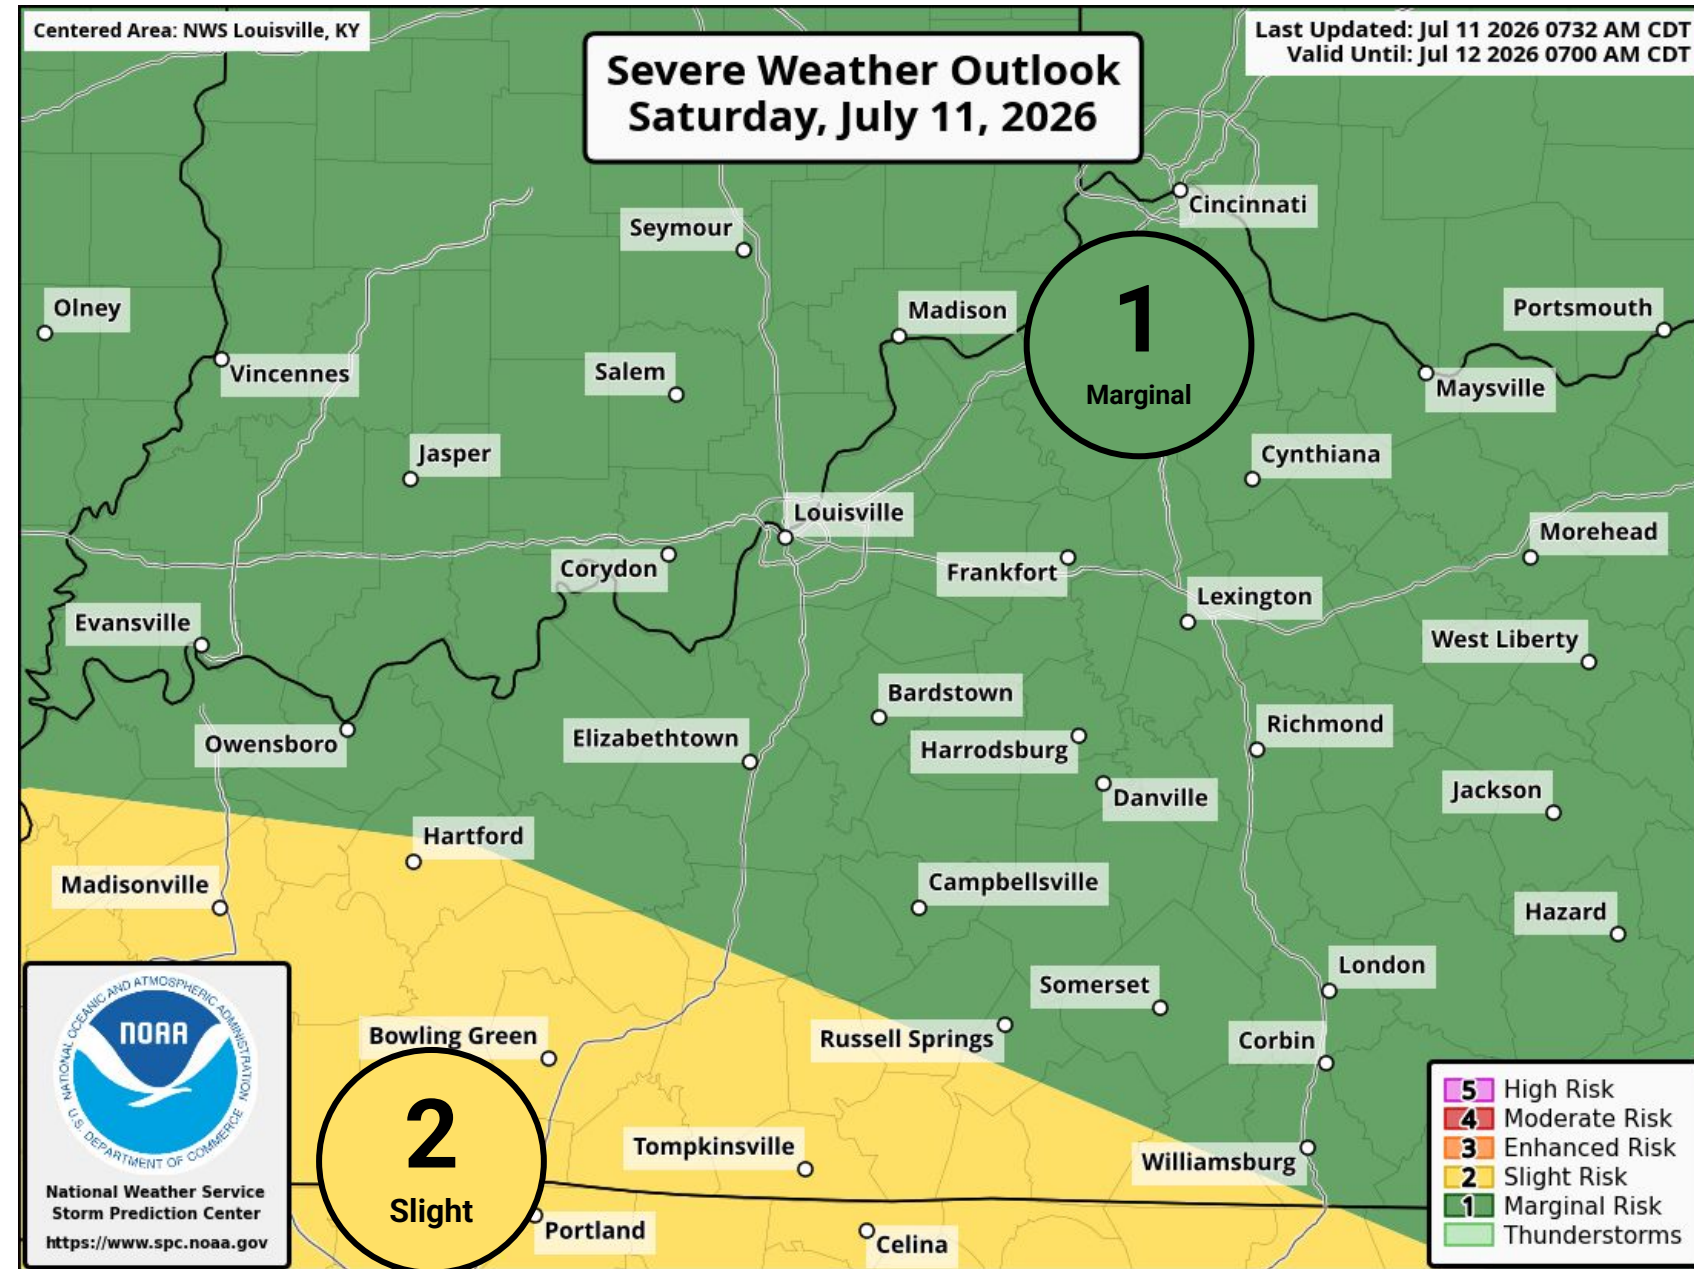 Centered Area: NWS Louisville, KY
Last Updated: Jul 11 2026 0732 AM CDT
Valid Until: Jul 12 2026 0700 AM CDT
Severe Weather Outlook
Saturday, July 11, 2026
Cincinnati
Seymour
Olney
Madison
1
Marginal
Portsmouth
Vincennes
Salem
Maysville
Jasper
Cynthiana
Louisville
Morehead
Corydon
Frankfort
Lexington
Evansville
West Liberty
Bardstown
Richmond
Owensboro
Elizabethtown
Harrodsburg
Danville
Jackson
Hartford
Madisonville
Campbellsville
Hazard
London
Somerset
Bowling Green
Russell Springs
Corbin
2
Slight
Tompkinsville
Williamsburg
Portland
Celina
NATIONAL OCEANIC AND ATMOSPHERIC ADMINISTRATION
NOAA
U.S. DEPARTMENT OF COMMERCE
National Weather Service
Storm Prediction Center
https://www.spc.noaa.gov
5 High Risk
4 Moderate Risk
3 Enhanced Risk
2 Slight Risk
1 Marginal Risk
Thunderstorms